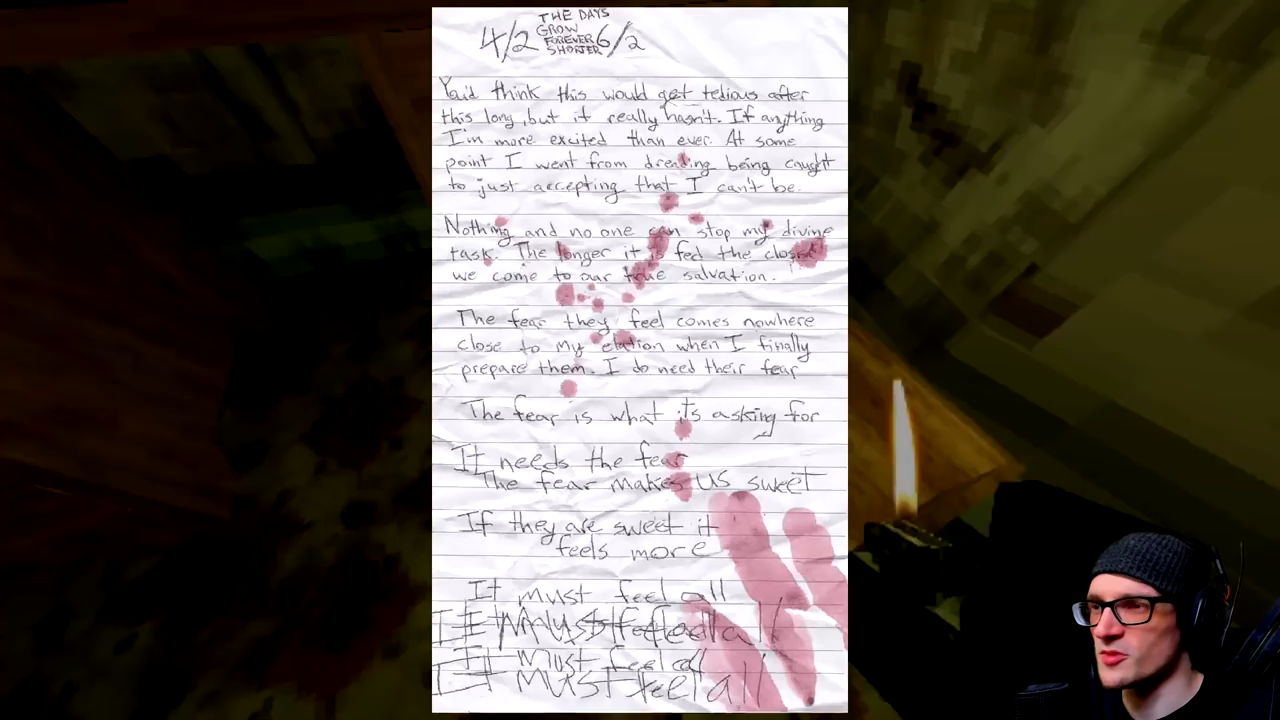 THE DAYS
GROW
FOREVER
SHORTER
4/2 6/2
You'd think this would get tedious after
this long, but it really hasn't. If anything
I'm more excited than ever. At some
point I went from dreading being caught
to just accepting that I can't be.
Nothing and no one can stop my divine
task. The longer it is fed the closer
we come to our true salvation.
The fear they feel comes nowhere
close to my elation when I finally
prepare them. I do need their fear
The fear is what its asking for
It needs the fear
The fear makes us sweet
If they are sweet it
feels more
It must feel all
It must feel all
It must feel all
It must feel all